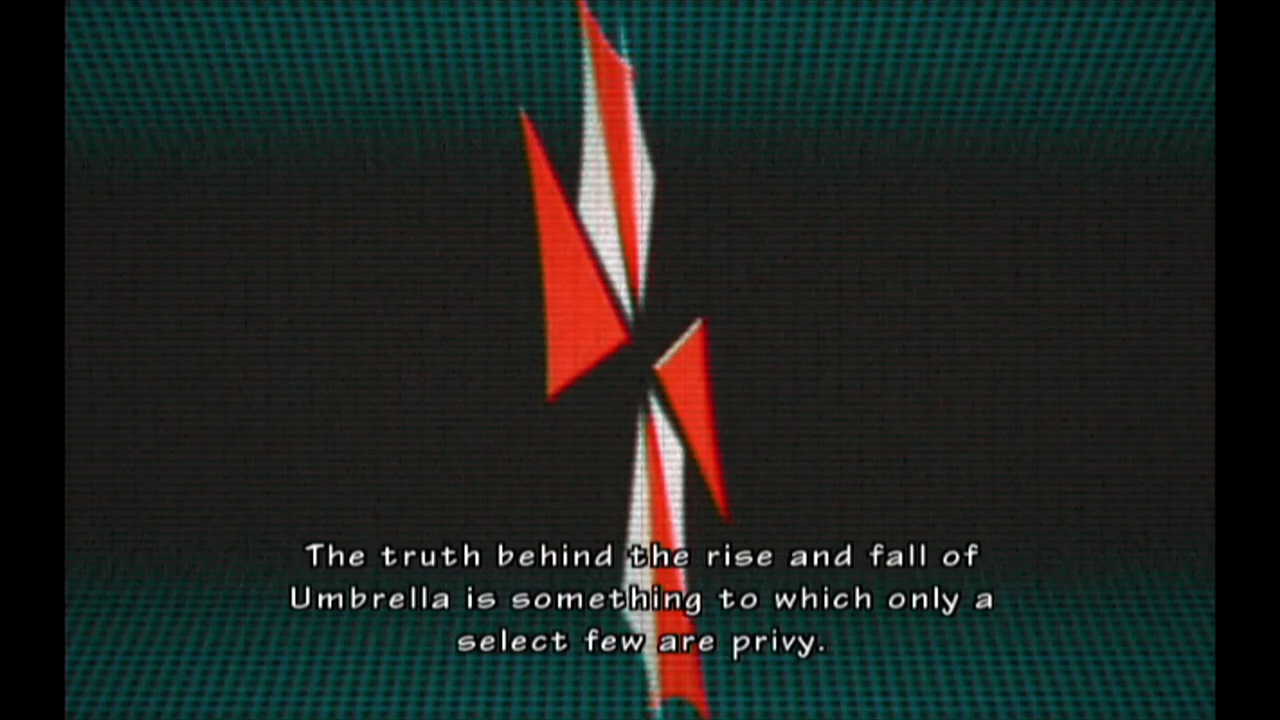 The truth behind the rise and fall of
Umbrella is something to which only a
select few are privy.